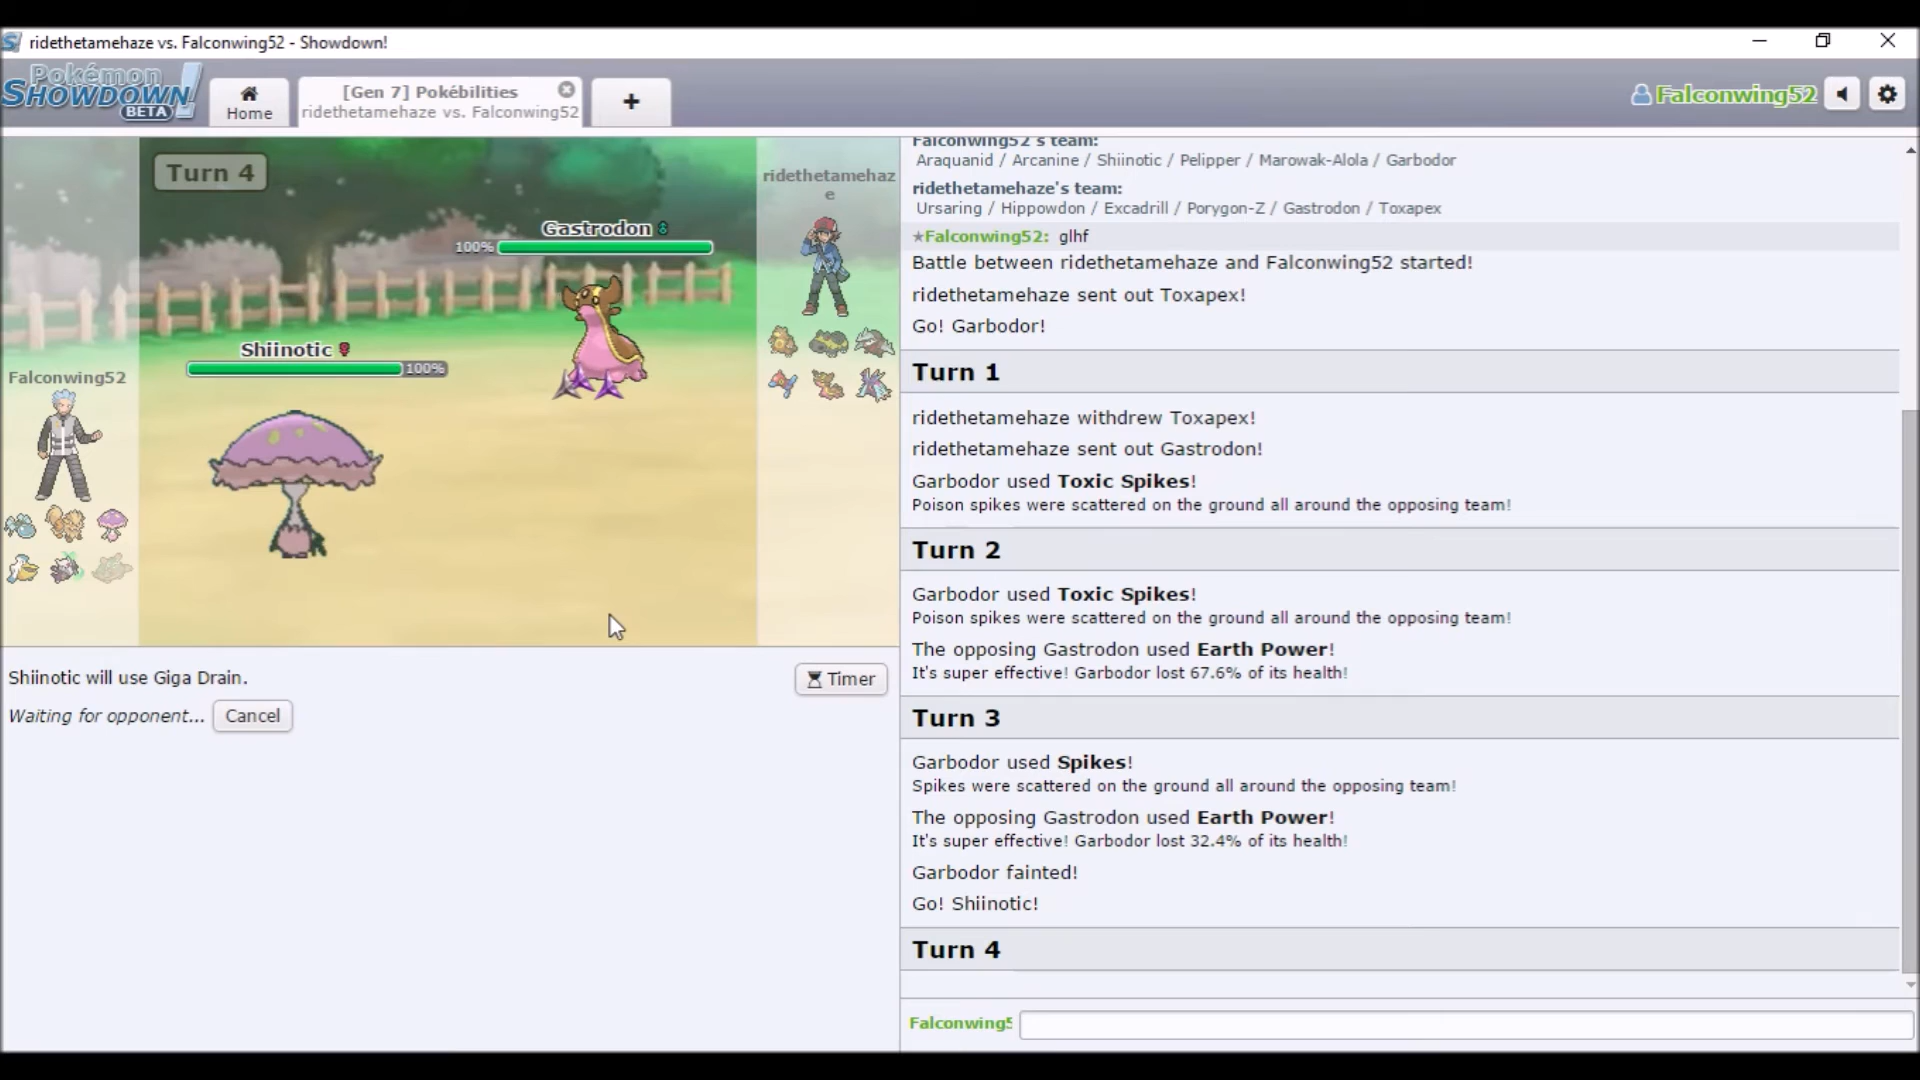 ridethetamehaze vs. Falconwing52 - Showdown!
Pokémon
SHOWDOWN!
BETA
Home
[Gen 7] Pokébilities
ridethetamehaze vs. Falconwing52
+
Falconwing52
Turn 4
Gastrodon
100%
Shiinotic
100%
Falconwing52
ridethetamehaz
e
Shiinotic will use Giga Drain.
Timer
Waiting for opponent...
Cancel
Falconwing52's team:
Araquanid / Arcanine / Shiinotic / Pelipper / Marowak-Alola / Garbodor
ridethetamehaze's team:
Ursaring / Hippowdon / Excadrill / Porygon-Z / Gastrodon / Toxapex
★Falconwing52: glhf
Battle between ridethetamehaze and Falconwing52 started!
ridethetamehaze sent out Toxapex!
Go! Garbodor!
Turn 1
ridethetamehaze withdrew Toxapex!
ridethetamehaze sent out Gastrodon!
Garbodor used Toxic Spikes!
Poison spikes were scattered on the ground all around the opposing team!
Turn 2
Garbodor used Toxic Spikes!
Poison spikes were scattered on the ground all around the opposing team!
The opposing Gastrodon used Earth Power!
It's super effective! Garbodor lost 67.6% of its health!
Turn 3
Garbodor used Spikes!
Spikes were scattered on the ground all around the opposing team!
The opposing Gastrodon used Earth Power!
It's super effective! Garbodor lost 32.4% of its health!
Garbodor fainted!
Go! Shiinotic!
Turn 4
Falconwing5